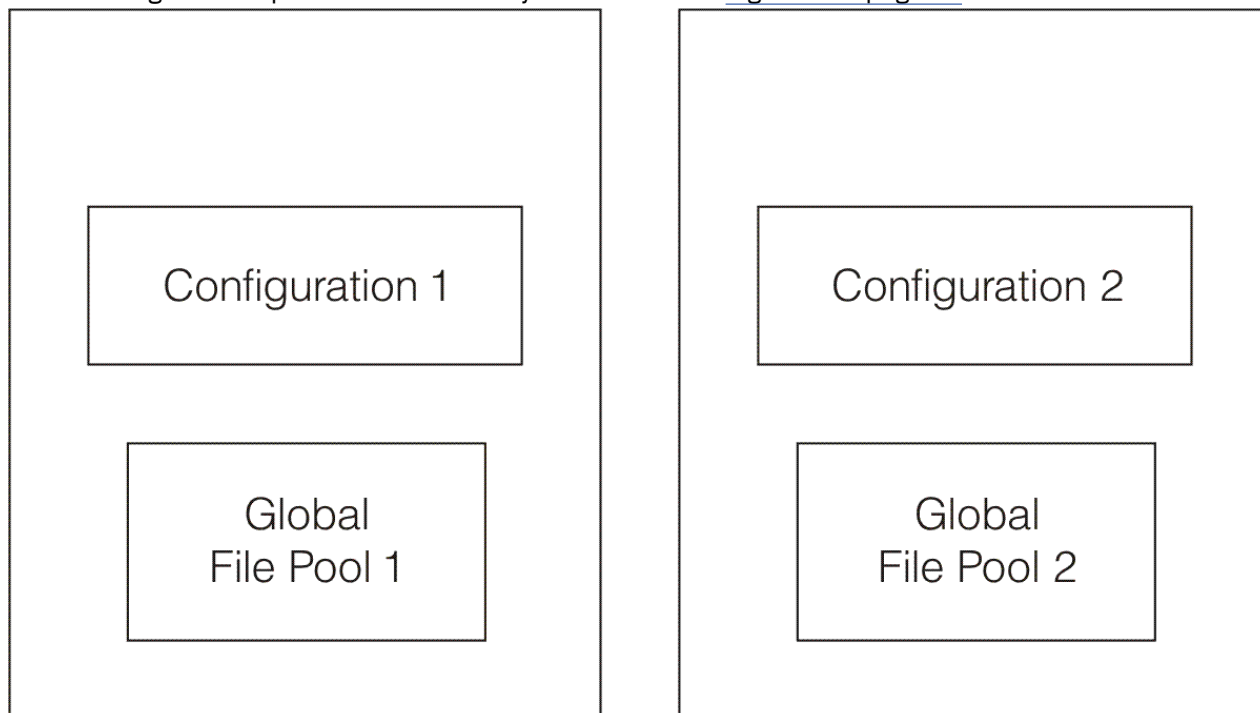 Configuration 1
Configuration 2
Global
File Pool 1
Global
File Pool 2